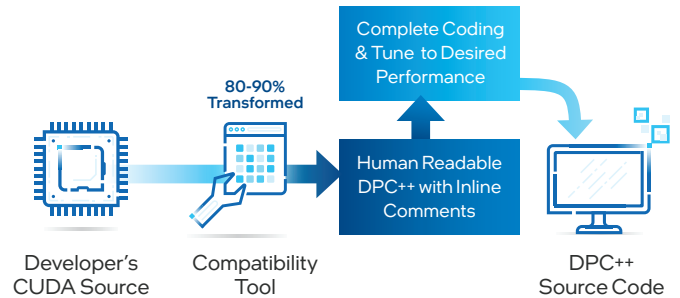 Complete Coding
& Tune to Desired
Performance
80-90%
Transformed
Human Readable
DPC++ with Inline
Comments
Developer's
CUDA Source
Compatibility
Tool
DPC++
Source Code